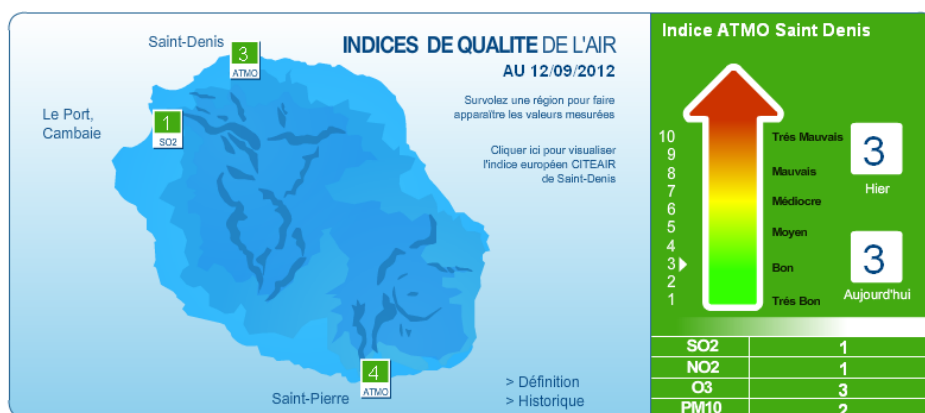 Saint-Denis
3
ATMO
Le Port,
Cambaie
1
SO2
INDICES DE QUALITE DE L'AIR
AU 12/09/2012
Survolez une région pour faire
apparaître les valeurs mesurées
Cliquer ici pour visualiser
l'indice européen CITEAIR
de Saint-Denis
4
ATMO
Saint-Pierre
> Définition
> Historique
Indice ATMO Saint Denis
10
9
8
7
6
5
4
3
2
1
Trés Mauvais
Mauvais
Médiocre
Moyen
Bon
Trés Bon
3
Hier
3
Aujourd'hui
SO2 1
NO2 1
O3 3
PM10 2